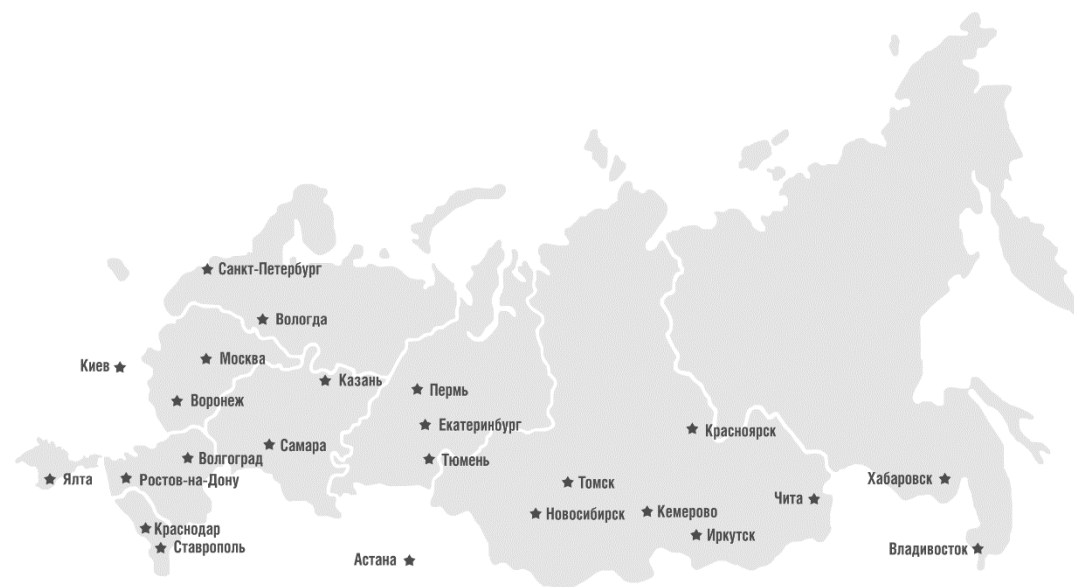 Санкт-Петербург
Вологда
Москва
Киев
Казань
Пермь
Воронеж
Екатеринбург
Красноярск
Самара
Волгоград
Тюмень
Ялта
Ростов-на-Дону
Томск
Хабаровск
Чита
Новосибирск
Кемерово
Краснодар
Иркутск
Ставрополь
Владивосток
Астана